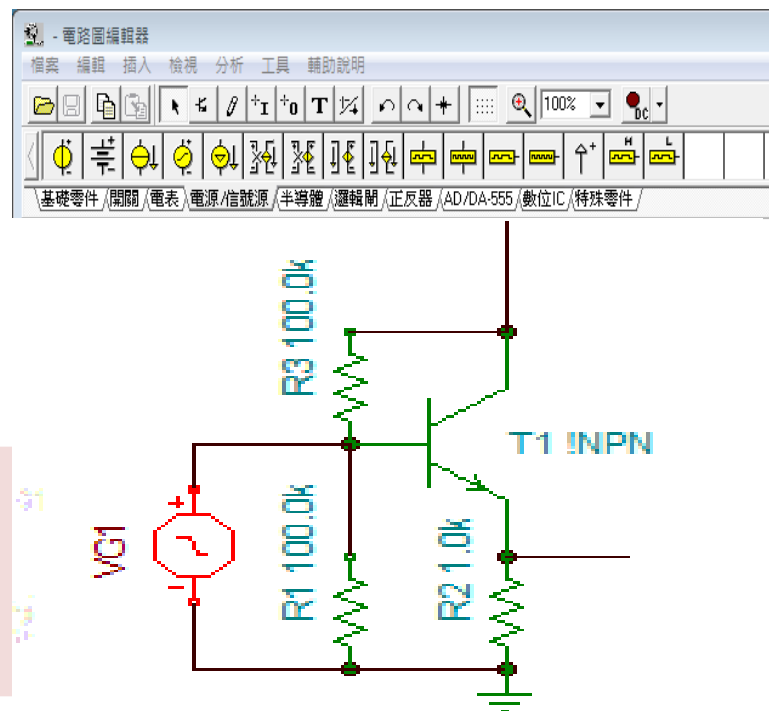 - 電路圖編輯器
檔案 編輯 插入 檢視 分析 工具 輔助說明
+I +0 T 100% DC
H L
基礎零件 開關 電表 電源/信號源 半導體 邏輯閘 正反器 AD/DA-555 數位IC 特殊零件
R3 100.0k
T1 !NPN
VG1
R1 100.0k
R2 1.0k